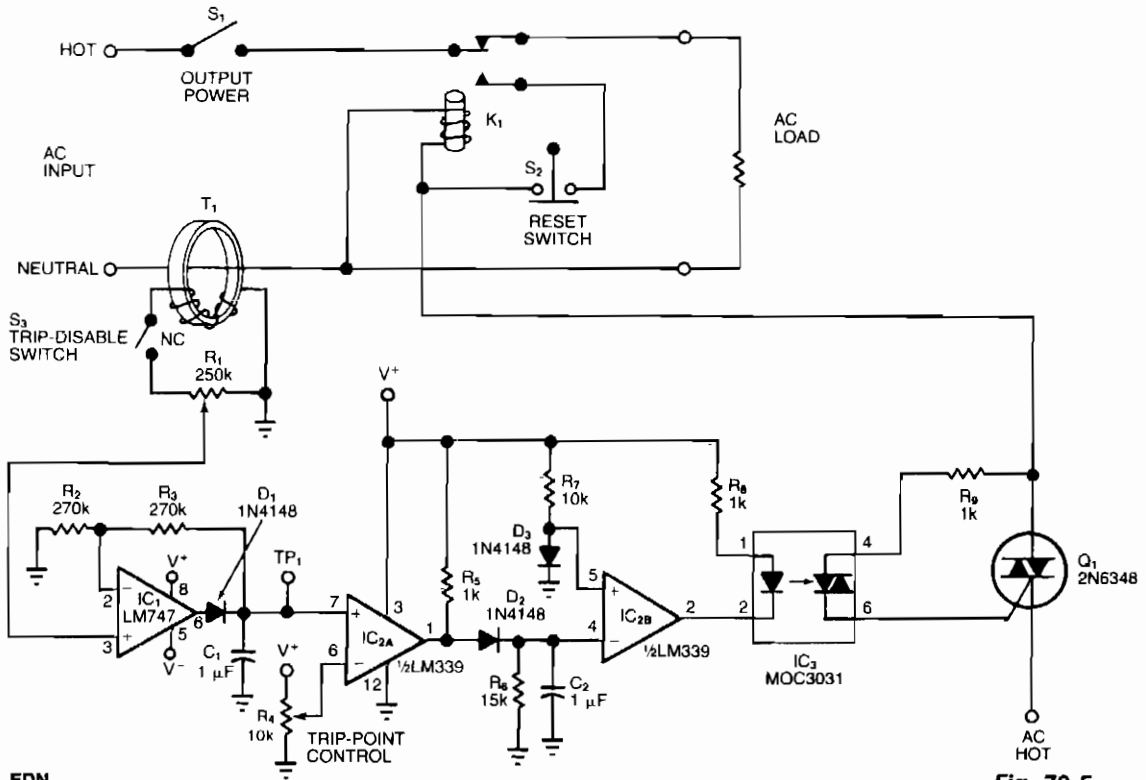 S₁
HOT
OUTPUT
POWER
K₁
AC
LOAD
AC
INPUT
S₂
RESET
SWITCH
T₁
NEUTRAL
S₃
TRIP-DISABLE
SWITCH
NC
R₁
250k
V⁺
R₂
270k
R₃
270k
D₁
1N4148
TP₁
V⁺
8
2
IC₁
LM747
6
5
3
V⁻
C₁
1 μF
V⁺
R₄
10k
TRIP-POINT
CONTROL
7
6
3
IC₂A
1
½LM339
12
R₅
1k
D₂
1N4148
R₆
15k
C₂
1 μF
R₇
10k
D₃
1N4148
5
4
IC₂B
2
½LM339
R₈
1k
1
2
4
6
IC₃
MOC3031
R₉
1k
Q₁
2N6348
AC
HOT
EDN